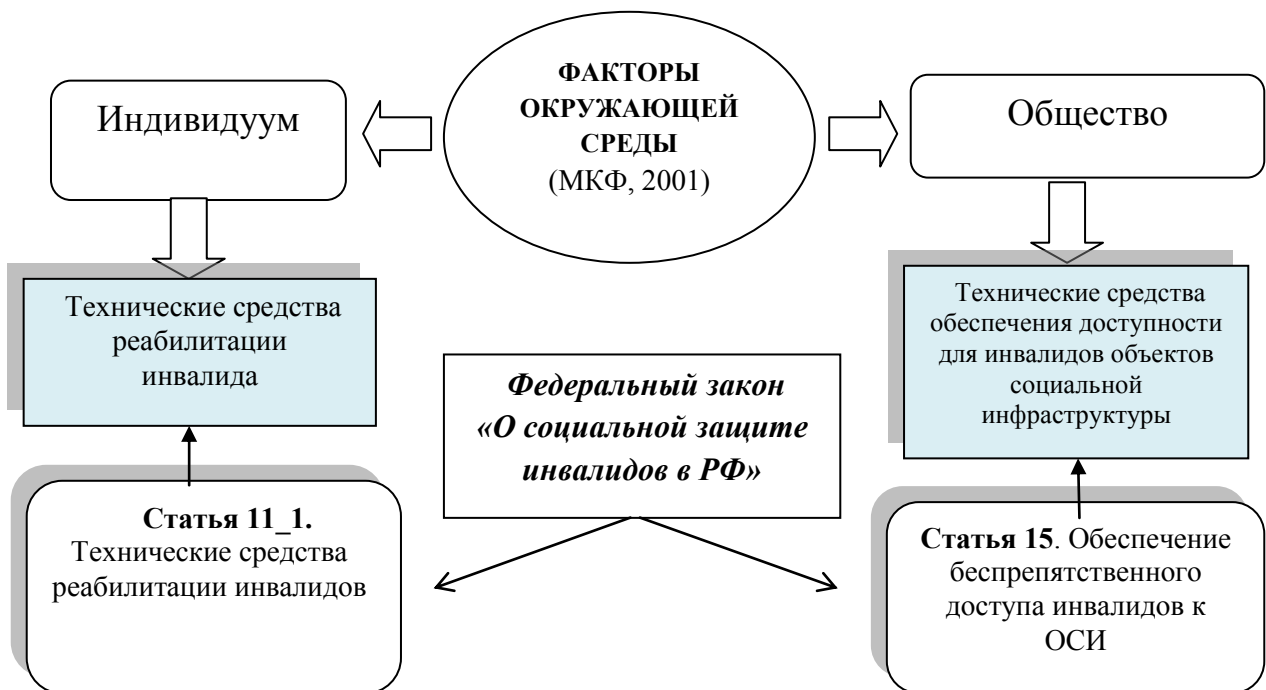 ФАКТОРЫ
ОКРУЖАЮЩЕЙ
СРЕДЫ
(МКФ, 2001)
Индивидуум
Общество
Технические средства
реабилитации
инвалида
Технические средства
обеспечения доступности
для инвалидов объектов
социальной
инфраструктуры
Федеральный закон
«О социальной защите
инвалидов в РФ»
Статья 11_1.
Технические средства
реабилитации инвалидов
Статья 15. Обеспечение
беспрепятственного
доступа инвалидов к
ОСИ